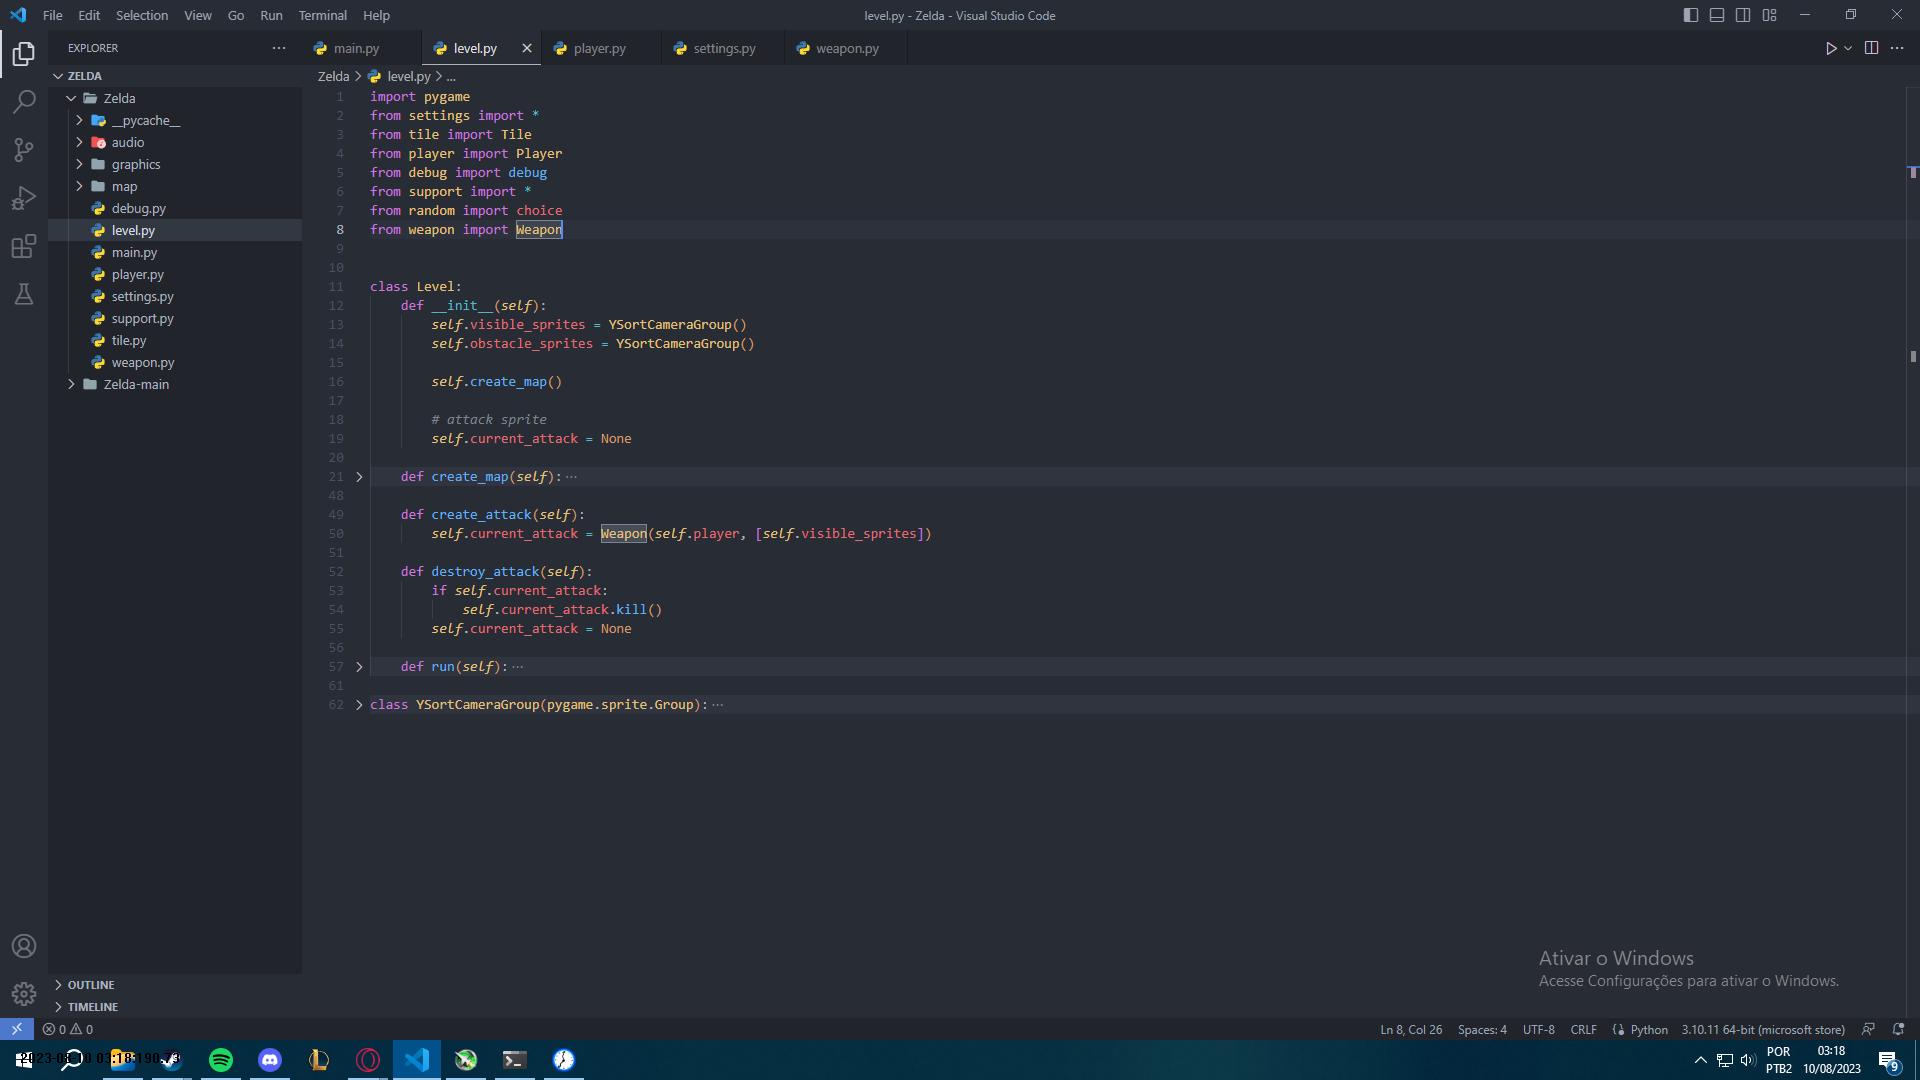 File Edit Selection View Go Run Terminal Help
level.py - Zelda - Visual Studio Code
EXPLORER
main.py
level.py
player.py
settings.py
weapon.py
ZELDA
Zelda
__pycache__
audio
graphics
map
debug.py
level.py
main.py
player.py
settings.py
support.py
tile.py
weapon.py
Zelda-main
OUTLINE
TIMELINE
Zelda > level.py > ...
1 import pygame
2 from settings import *
3 from tile import Tile
4 from player import Player
5 from debug import debug
6 from support import *
7 from random import choice
8 from weapon import Weapon
9
10
11 class Level:
12 def __init__(self):
13 self.visible_sprites = YSortCameraGroup()
14 self.obstacle_sprites = YSortCameraGroup()
15
16 self.create_map()
17
18 # attack sprite
19 self.current_attack = None
20
21 def create_map(self): ...
48
49 def create_attack(self):
50 self.current_attack = Weapon(self.player, [self.visible_sprites])
51
52 def destroy_attack(self):
53 if self.current_attack:
54 self.current_attack.kill()
55 self.current_attack = None
56
57 def run(self): ...
61
62 class YSortCameraGroup(pygame.sprite.Group): ...
Ativar o Windows
Acesse Configurações para ativar o Windows.
0 0
Ln 8, Col 26 Spaces: 4 UTF-8 CRLF Python 3.10.11 64-bit (microsoft store)
POR
PTB2
03:18
10/08/2023
9